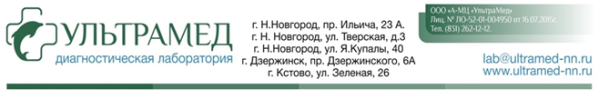 УЛЬТРАМЕД
диагностическая лаборатория
г. Н.Новгород, пр. Ильича, 23 А.
г. Н. Новгород, ул. Тверская, д.3
г. Н.Новгород, ул. Я.Купалы, 40
г. Дзержинск, пр. Дзержинского, 6А
г. Кстово, ул. Зеленая, 26
ООО «А-МЦ «УльтраМед»
Лиц. № ЛО-52-01-004950 от 16.07.2015г.
Тел. (831) 262-12-12.
lab@ultramed-nn.ru
www.ultramed-nn.ru